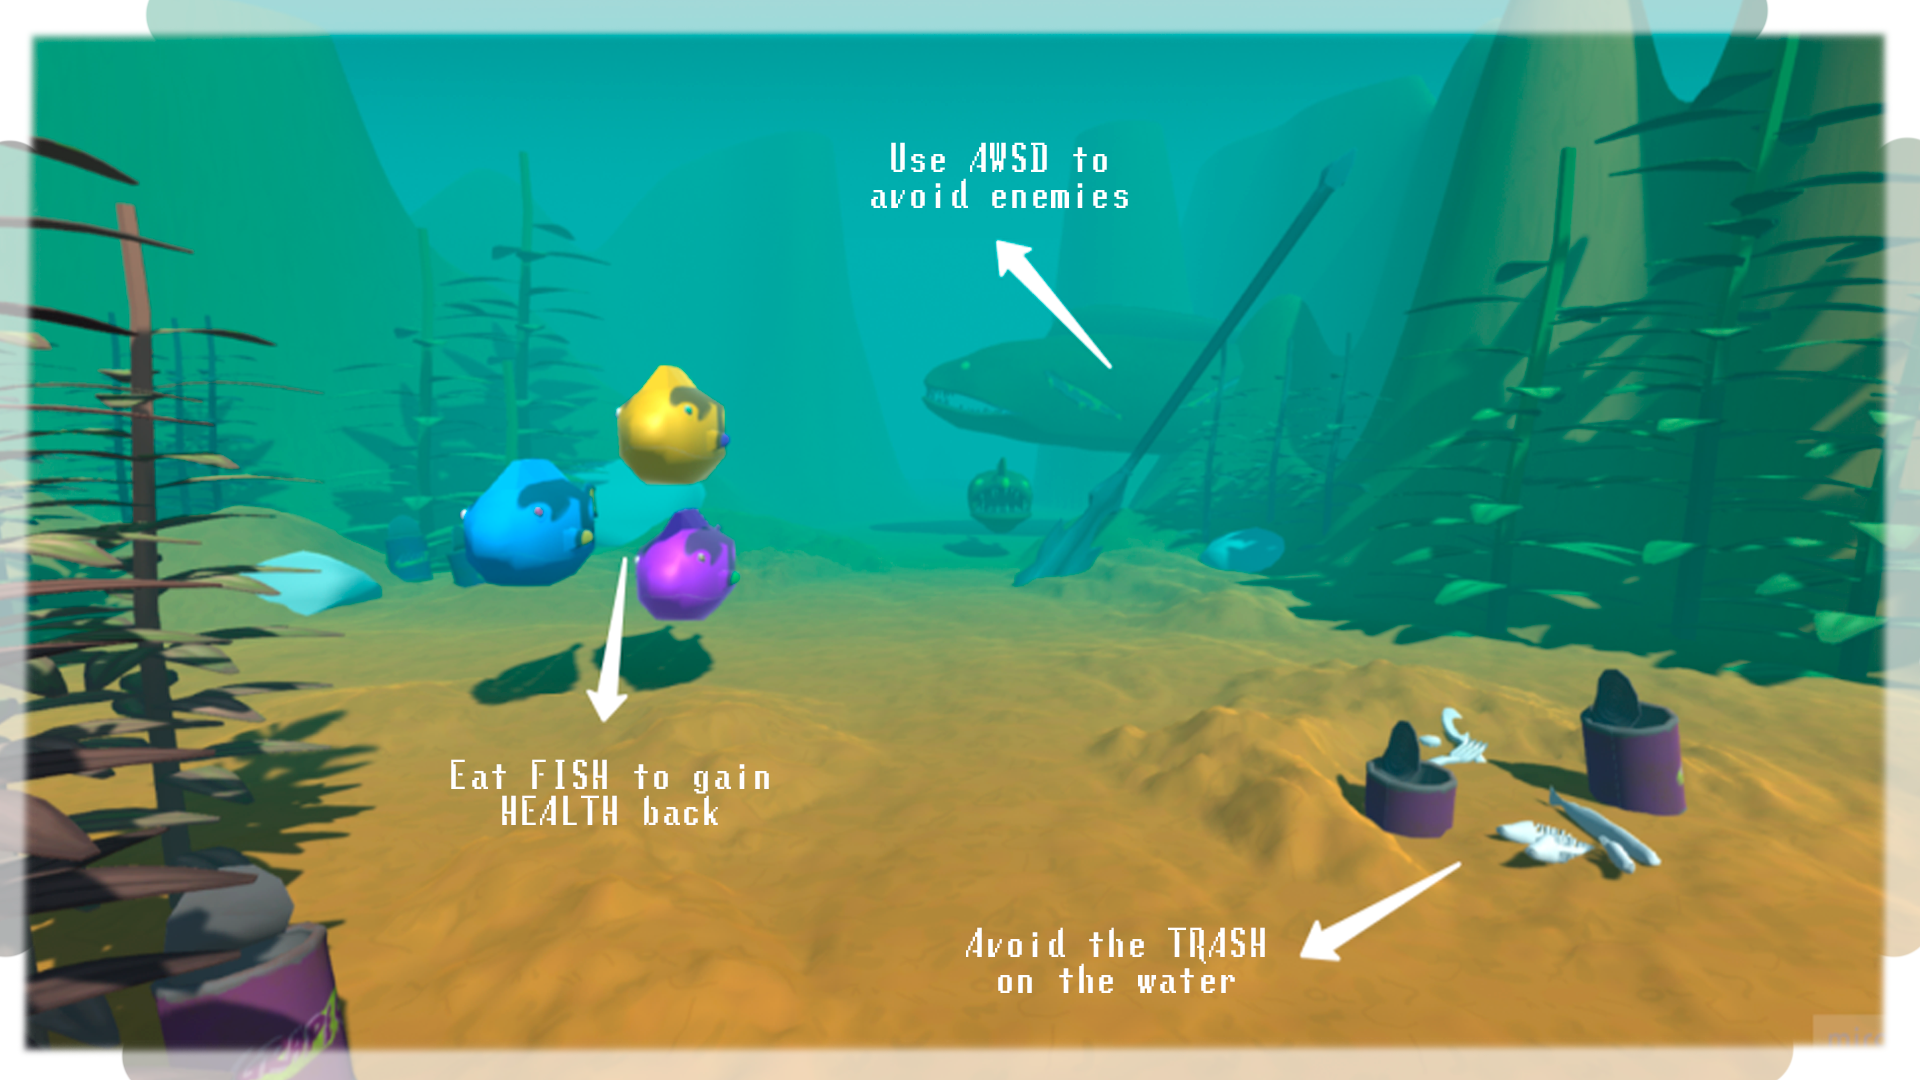 Use AWSD to
avoid enemies
Eat FISH to gain
HEALTH back
Avoid the TRASH
on the water